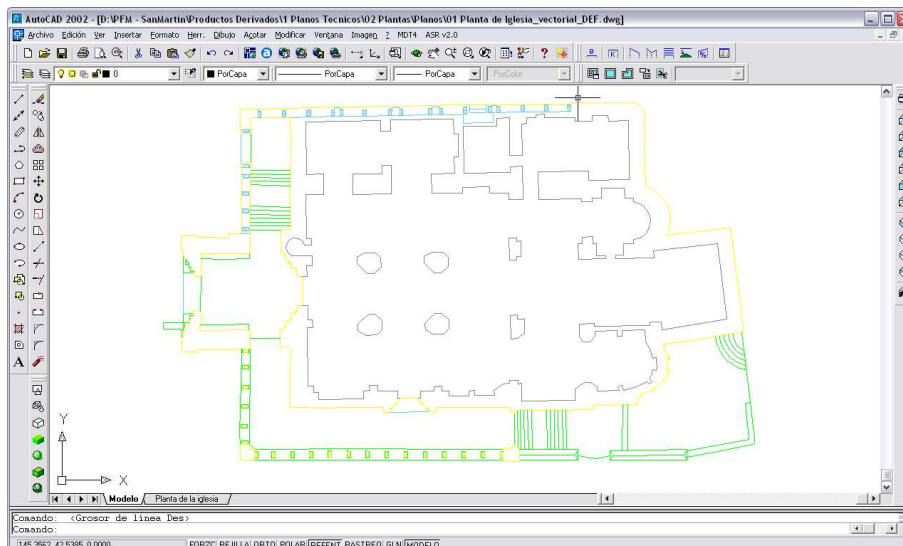 AutoCAD 2002 - [D:\PFM - SanMartin\Productos Derivados\1 Planos Tecnicos\02 Plantas\Planos\01 Planta de Iglesia_vectorial_DEF.dwg]
Archivo Edición Ver Insertar Formato Herr. Dibujo Acotar Modificar Ventana Imagen ? MDT4 ASR v2.0
0 PorCapa PorCapa PorCapa PorColor
Y
X
Modelo Planta de la iglesia
Comando: <Grosor de línea Des>
Comando:
145.3562, 42.5385, 0.0000 FORZC REJILLA ORTO POLAR REFENT RASTREO GLN MODELO